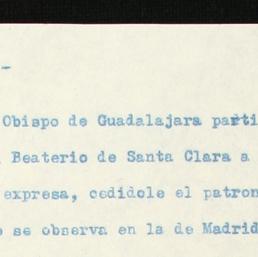 -
Obispo de Guadalajara parti
Beaterio de Santa Clara a
expresa, cedidole el patron
se observa en la de Madrid